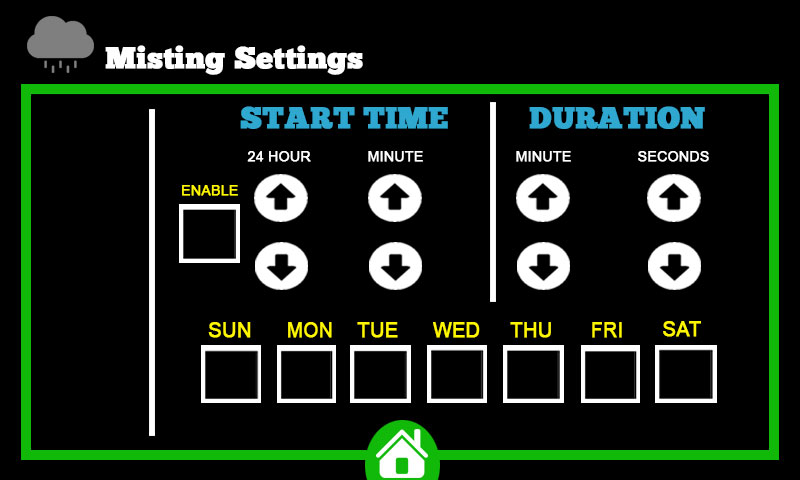 Misting Settings
START TIME
DURATION
24 HOUR
MINUTE
MINUTE
SECONDS
ENABLE
SUN
MON
TUE
WED
THU
FRI
SAT